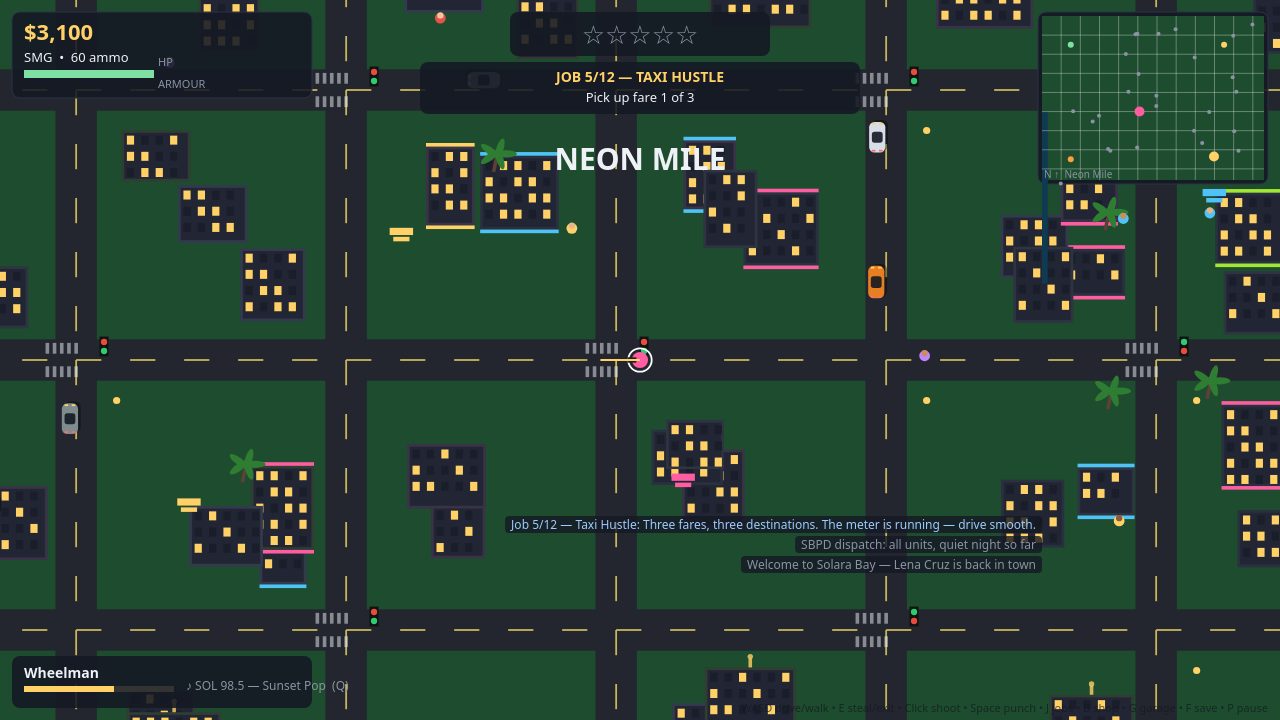 $3,100
SMG • 60 ammo
HP
ARMOUR
☆☆☆☆☆
JOB 5/12 — TAXI HUSTLE
Pick up fare 1 of 3
NEON MILE
N ↑ Neon Mile
Job 5/12 — Taxi Hustle: Three fares, three destinations. The meter is running — drive smooth.
SBPD dispatch: all units, quiet night so far
Welcome to Solara Bay — Lena Cruz is back in town
Wheelman
♪ SOL 98.5 — Sunset Pop (Q)
drive/walk • E steal/exit • Click shoot • Space punch • garage • F save • P pause